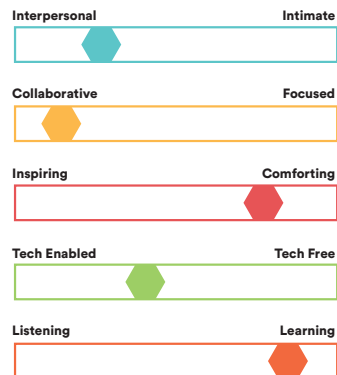 Interpersonal Intimate
Collaborative Focused
Inspiring Comforting
Tech Enabled Tech Free
Listening Learning